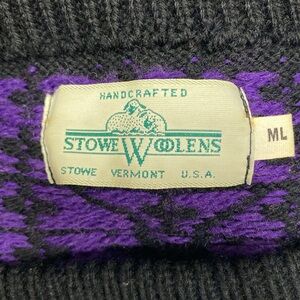 HANDCRAFTED
STOWE WOOLENS
STOWE VERMONT U.S.A.
ML